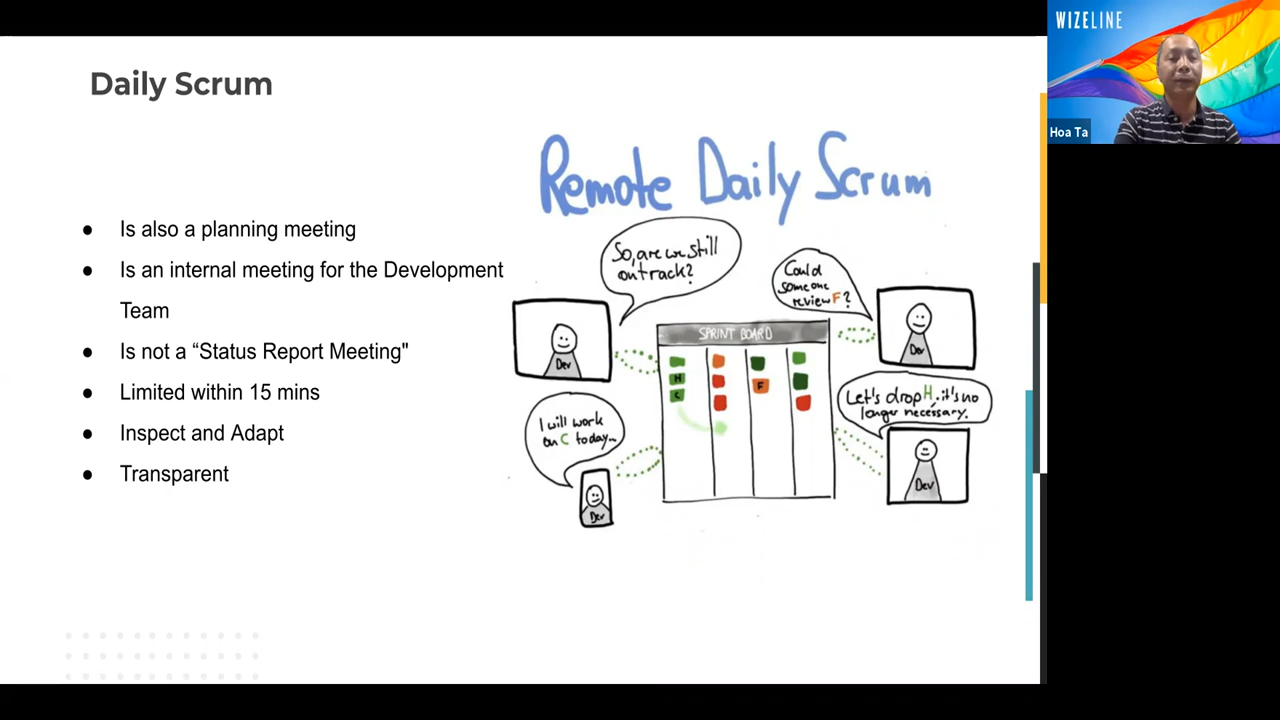 Daily Scrum
WIZELINE
Hoa Ta
Remote Daily Scrum
● Is also a planning meeting
● Is an internal meeting for the Development
Team
● Is not a “Status Report Meeting"
● Limited within 15 mins
● Inspect and Adapt
● Transparent
So, are we still
on track?
Could
someone
review F?
Dev
Dev
SPRINT BOARD
H
C
F
I will work
on C today...
Let's drop H. it's no
longer necessary.
Dev
Dev